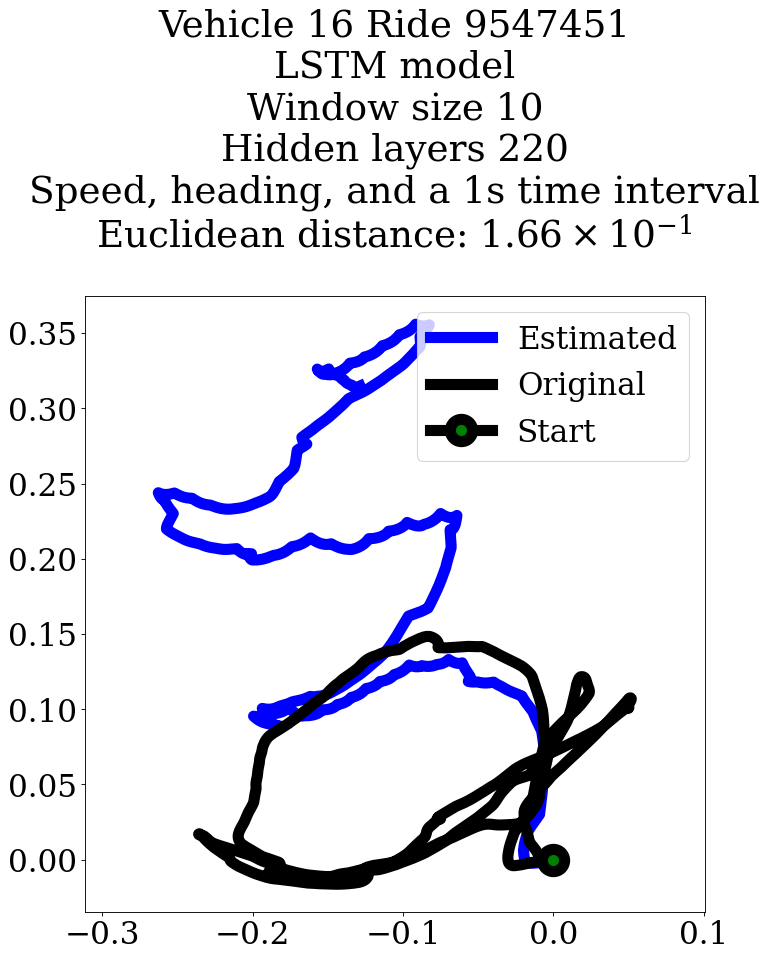 Vehicle 16 Ride 9547451
LSTM model
Window size 10
Hidden layers 220
Speed, heading, and a 1s time interval
Euclidean distance: 1.66 × 10⁻¹
Estimated
Original
Start
0.35
0.30
0.25
0.20
0.15
0.10
0.05
0.00
−0.3 −0.2 −0.1 0.0 0.1